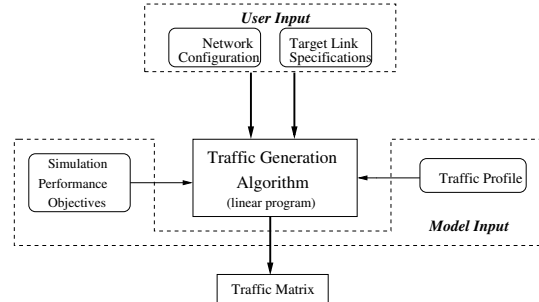 User Input
Network
Configuration
Target Link
Specifications
Traffic Generation
Algorithm
(linear program)
Simulation
Performance
Objectives
Traffic Profile
Model Input
Traffic Matrix